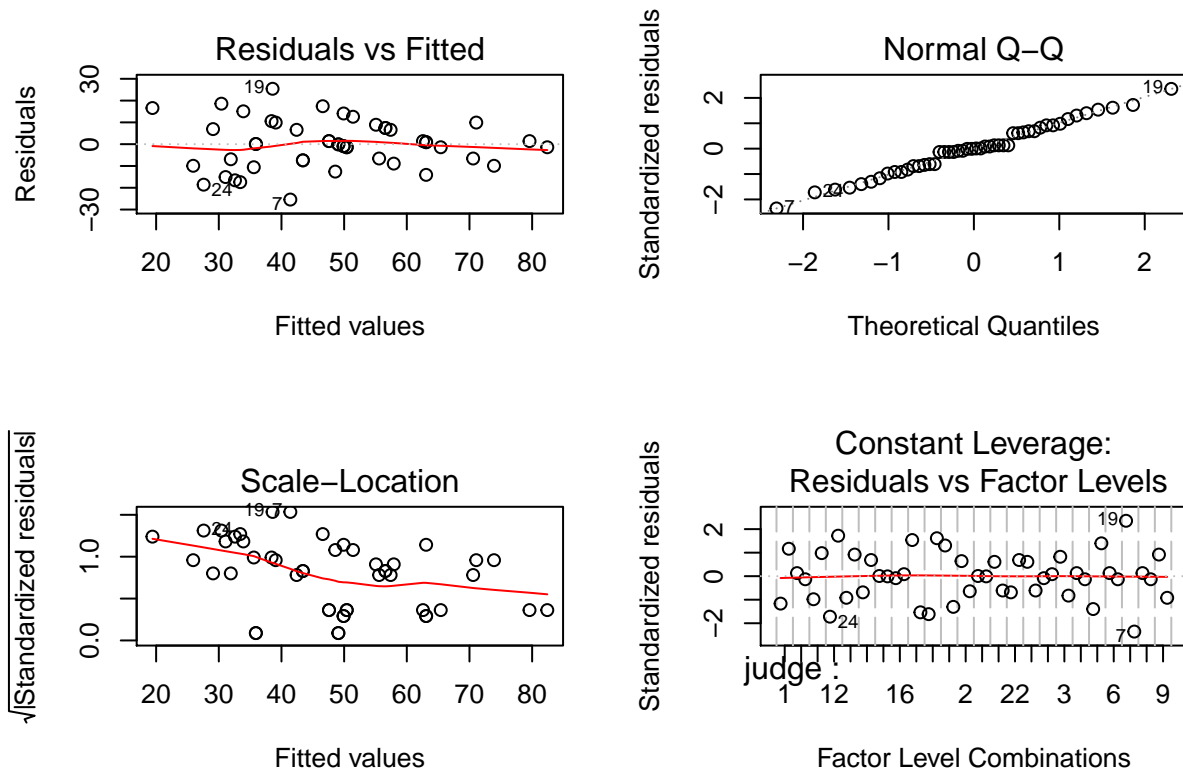 Residuals vs Fitted
Residuals
30
0
−30
19
24
7
20 30 40 50 60 70 80
Fitted values
Normal Q−Q
Standardized residuals
2
0
−2
19
24
7
−2 −1 0 1 2
Theoretical Quantiles
Scale−Location
√|Standardized residuals|
1.0
0.0
19 7
24
20 30 40 50 60 70 80
Fitted values
Constant Leverage:
Residuals vs Factor Levels
Standardized residuals
2
0
−2
19
24
7
judge :
1 12 16 2 22 3 6 9
Factor Level Combinations